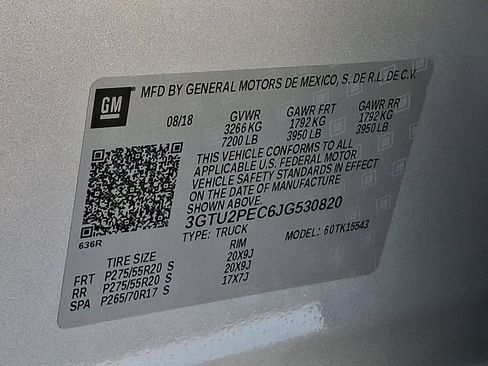 GM
MFD BY GENERAL MOTORS DE MEXICO, S. DE R.L, DE C.V.
08/18 GVWR GAWR FRT GAWR RR
3266 KG 1792 KG 1792 KG
7200 LB 3950 LB 3950 LB
THIS VEHICLE CONFORMS TO ALL
APPLICABLE U.S. FEDERAL MOTOR
VEHICLE SAFETY STANDARDS IN EFFECT
ON THE DATE OF MANUFACTURE
SHOWN ABOVE.
3GTU2PEC6JG530820
636R TYPE: TRUCK MODEL: 60TK15543
TIRE SIZE RIM
FRT P275/55R20 S 20X9J
RR P275/55R20 S 20X9J
SPA P265/70R17 S 17X7J